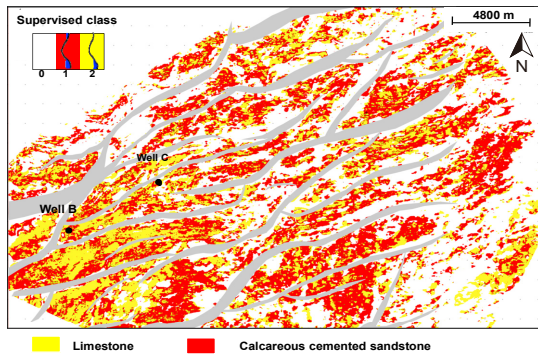 Supervised class
0 1 2
4800 m
N
Well C
Well B
Limestone
Calcareous cemented sandstone